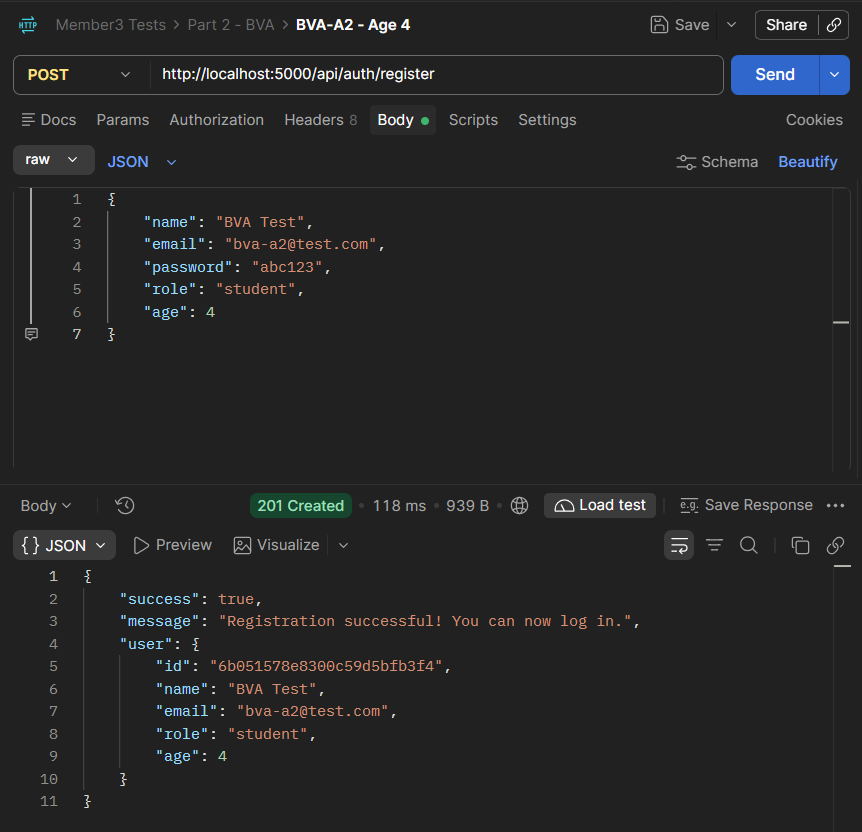 HTTP Member3 Tests > Part 2 - BVA > BVA-A2 - Age 4 Save Share
POST http://localhost:5000/api/auth/register Send
Docs Params Authorization Headers 8 Body Scripts Settings Cookies
raw JSON Schema Beautify
1 {
2 "name": "BVA Test",
3 "email": "bva-a2@test.com",
4 "password": "abc123",
5 "role": "student",
6 "age": 4
7 }
Body 201 Created • 118 ms • 939 B • Load test e.g. Save Response
{} JSON Preview Visualize
1 {
2 "success": true,
3 "message": "Registration successful! You can now log in.",
4 "user": {
5 "id": "6b051578e8300c59d5bfb3f4",
6 "name": "BVA Test",
7 "email": "bva-a2@test.com",
8 "role": "student",
9 "age": 4
10 }
11 }